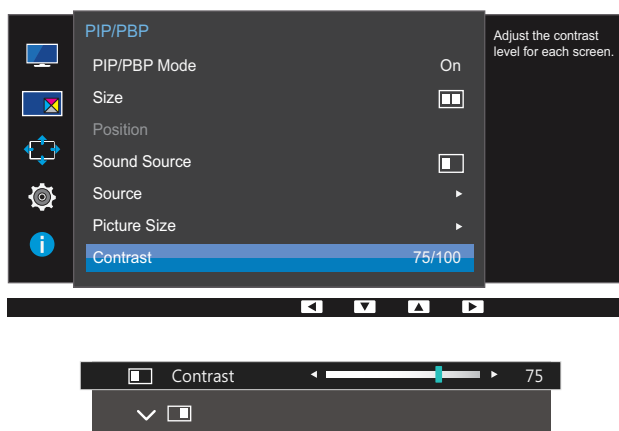 PIP/PBP
Adjust the contrast
level for each screen.
PIP/PBP Mode On
Size
Position
Sound Source
Source
Picture Size
Contrast 75/100
Contrast 75